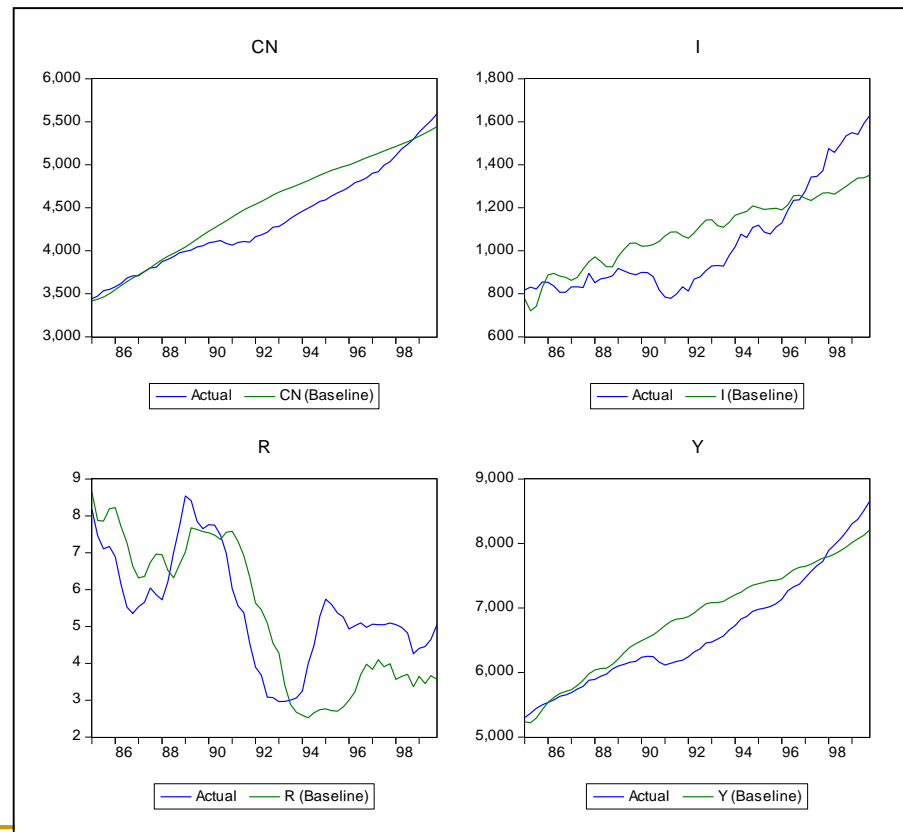 CN
6,000
5,500
5,000
4,500
4,000
3,500
3,000
86 88 90 92 94 96 98
Actual CN (Baseline)
I
1,800
1,600
1,400
1,200
1,000
800
600
86 88 90 92 94 96 98
Actual I (Baseline)
R
9
8
7
6
5
4
3
2
86 88 90 92 94 96 98
Actual R (Baseline)
Y
9,000
8,000
7,000
6,000
5,000
86 88 90 92 94 96 98
Actual Y (Baseline)